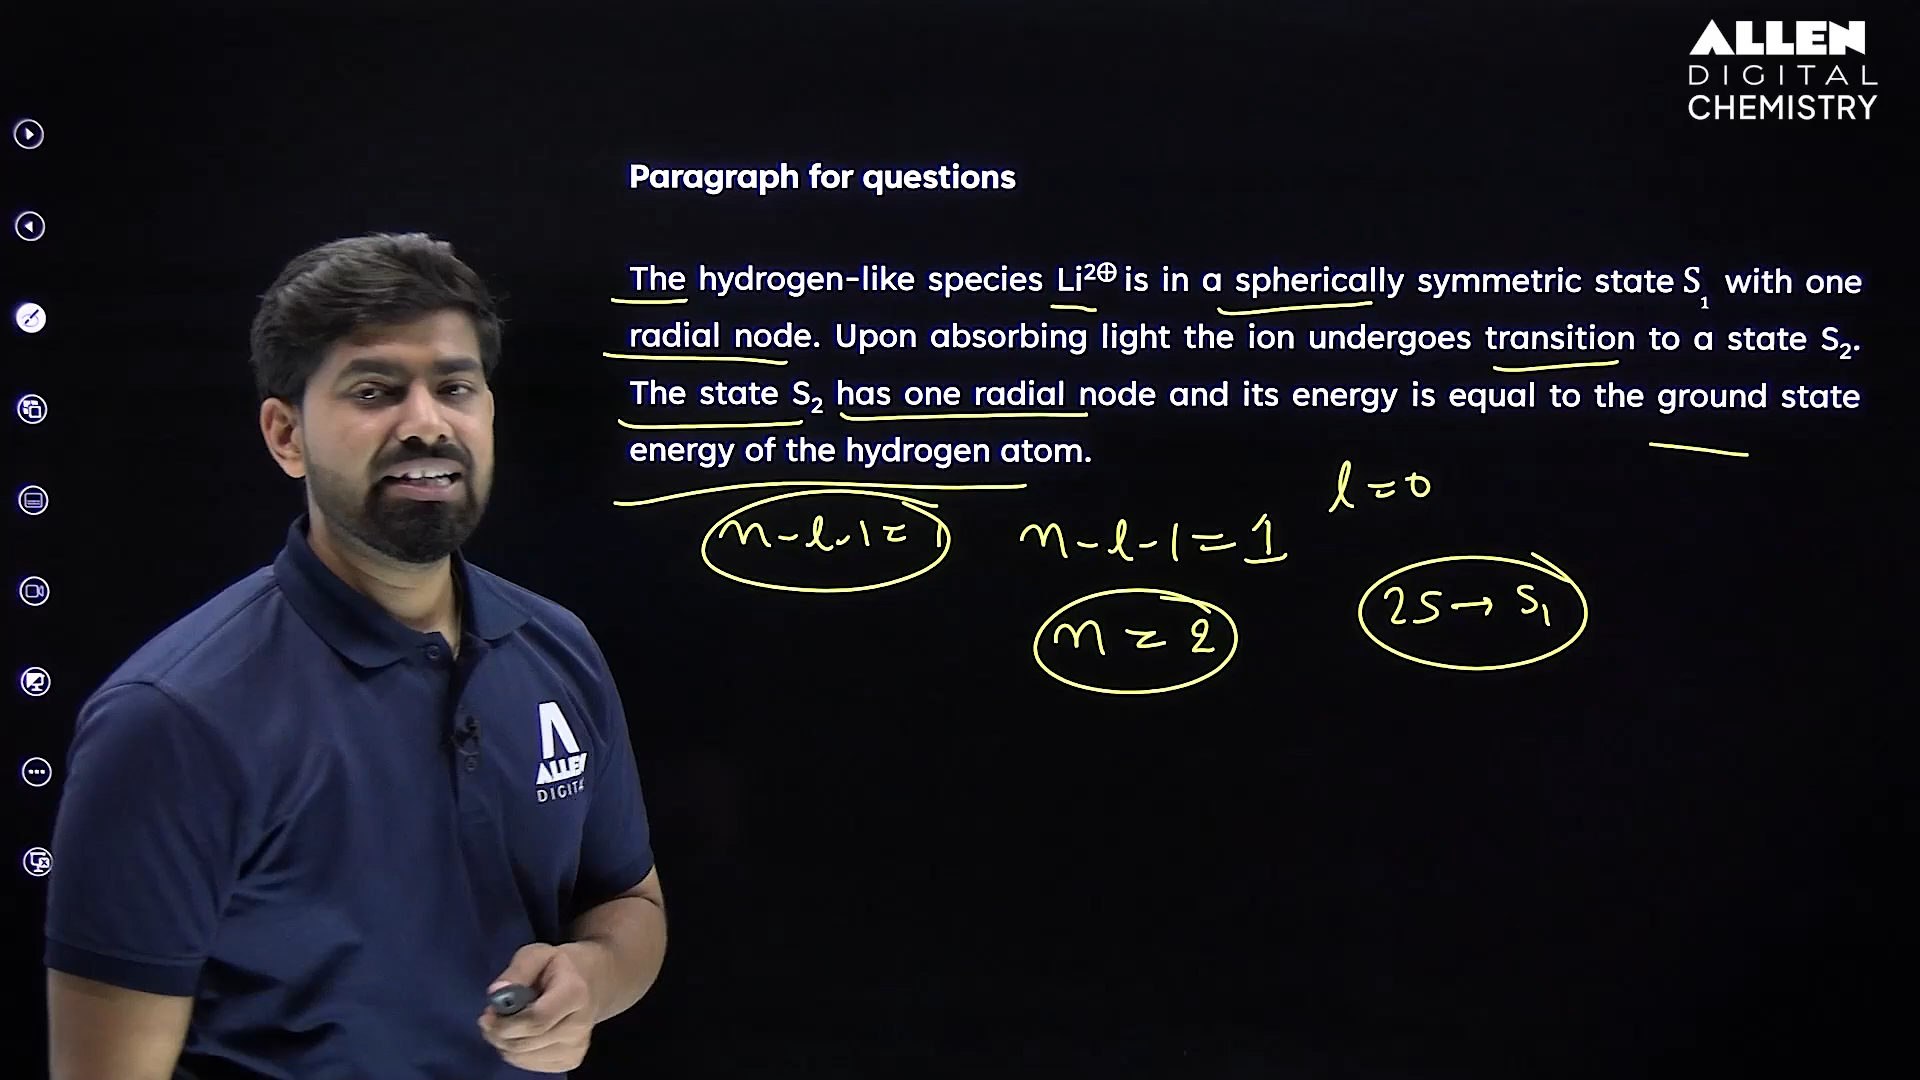 ALLEN
DIGITAL
CHEMISTRY
Paragraph for questions
The hydrogen-like species Li²⊕ is in a spherically symmetric state S₁ with one
radial node. Upon absorbing light the ion undergoes transition to a state S₂.
The state S₂ has one radial node and its energy is equal to the ground state
energy of the hydrogen atom.
l = 0
n-l-1 = 1
n-l-1 = 1
2S → S₁
n = 2
ALLEN
DIGITA